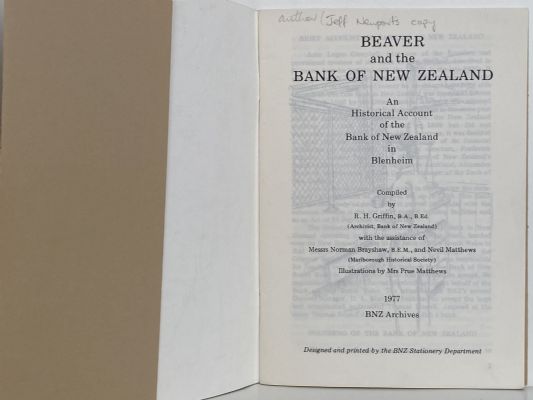 author/ Jeff Newports copy
BEAVER
and the
BANK OF NEW ZEALAND
An
Historical Account
of the
Bank of New Zealand
in
Blenheim
Compiled
by
R. H. Griffin, B.A., B.Ed.
(Archivist, Bank of New Zealand)
with the assistance of
Messrs Norman Brayshaw, B.E.M., and Nevil Matthews
(Marlborough Historical Society)
Illustrations by Mrs Prue Matthews
1977
BNZ Archives
Designed and printed by the BNZ Stationery Department